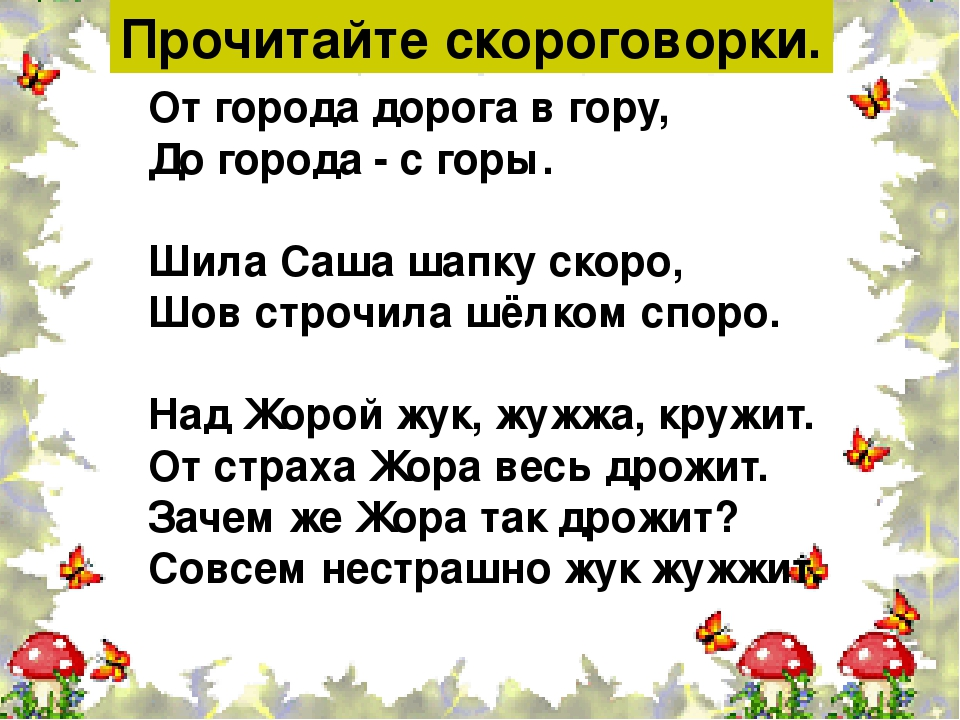 Прочитайте скороговорки.
От города дорога в гору,
До города - с горы.
Шила Саша шапку скоро,
Шов строчила шёлком споро.
Над Жорой жук, жужжа, кружит.
От страха Жора весь дрожит.
Зачем же Жора так дрожит?
Совсем нестрашно жук жужжит.